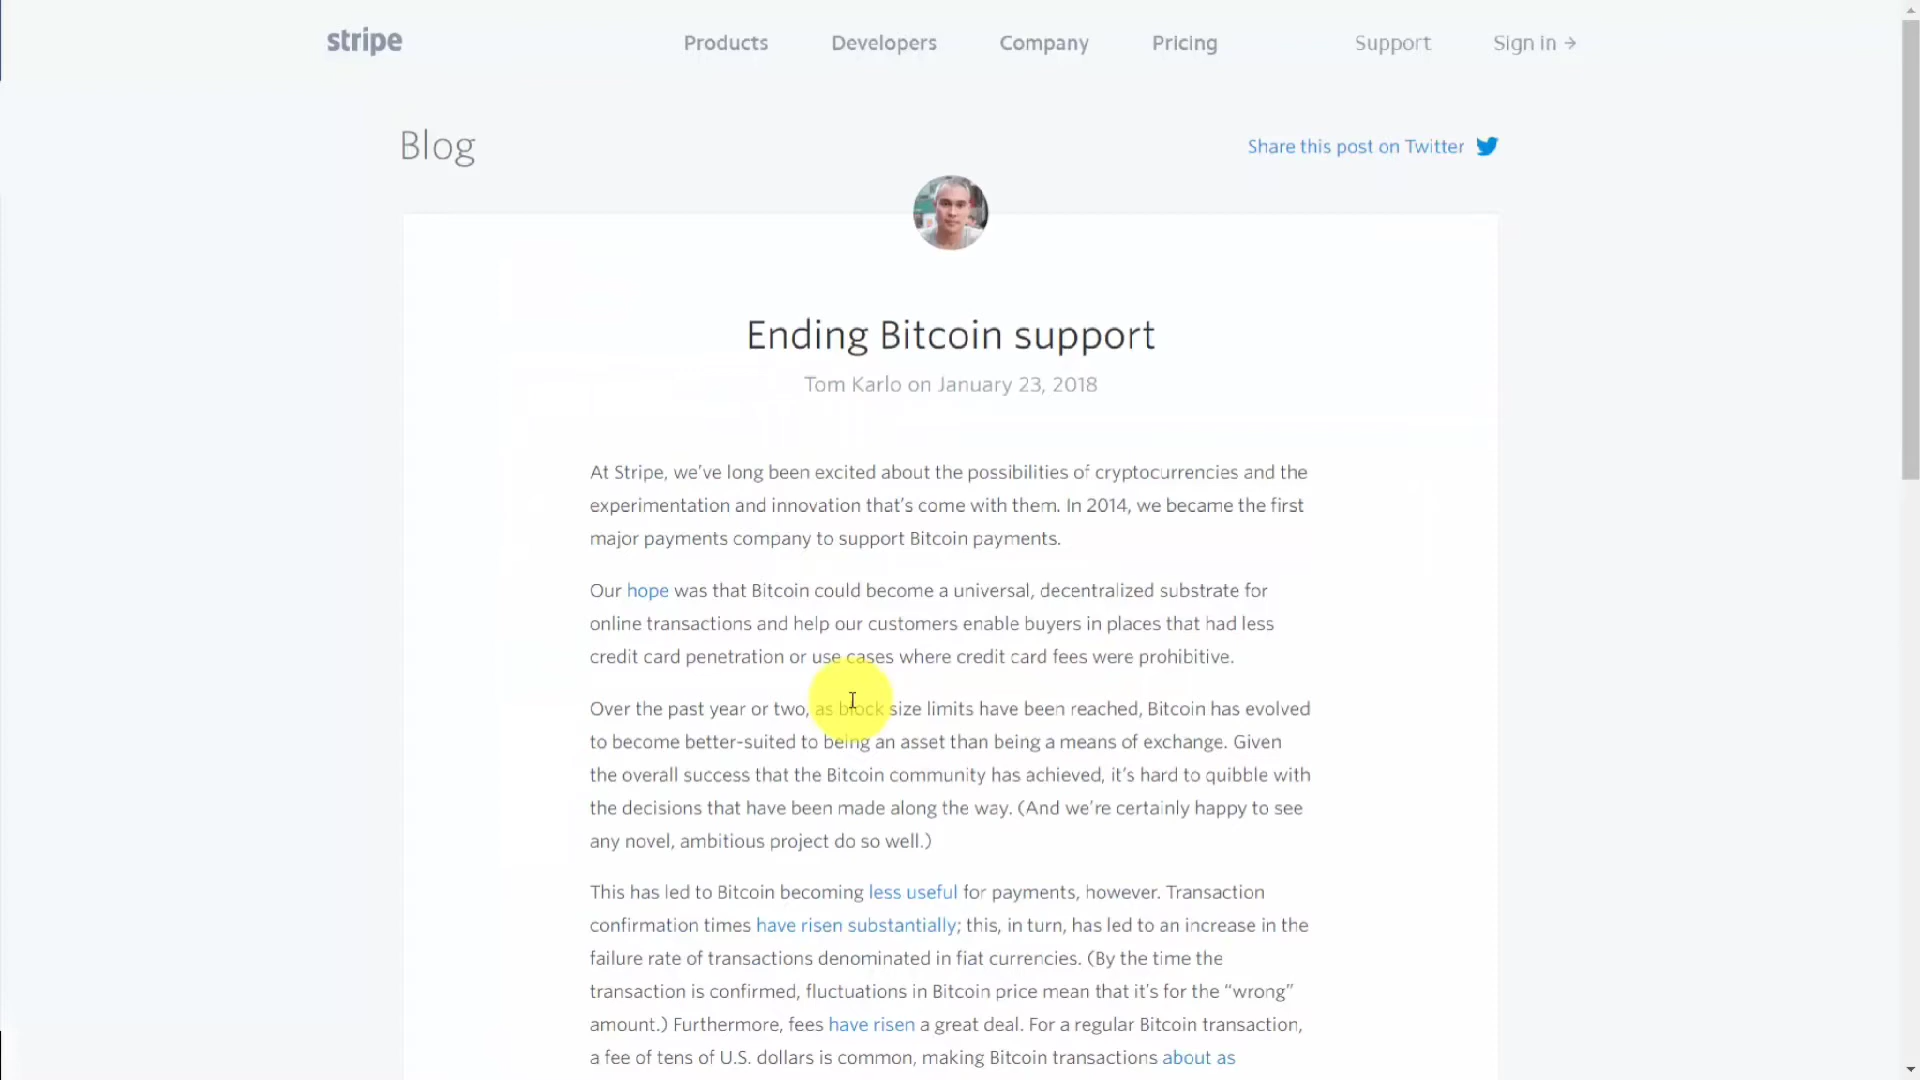 stripe
Products
Developers
Company
Pricing
Support
Sign in →
Blog
Share this post on Twitter
Ending Bitcoin support
Tom Karlo on January 23, 2018
At Stripe, we’ve long been excited about the possibilities of cryptocurrencies and the
experimentation and innovation that’s come with them. In 2014, we became the first
major payments company to support Bitcoin payments.
Our hope was that Bitcoin could become a universal, decentralized substrate for
online transactions and help our customers enable buyers in places that had less
credit card penetration or use cases where credit card fees were prohibitive.
Over the past year or two, as block size limits have been reached, Bitcoin has evolved
to become better-suited to being an asset than being a means of exchange. Given
the overall success that the Bitcoin community has achieved, it’s hard to quibble with
the decisions that have been made along the way. (And we’re certainly happy to see
any novel, ambitious project do so well.)
This has led to Bitcoin becoming less useful for payments, however. Transaction
confirmation times have risen substantially; this, in turn, has led to an increase in the
failure rate of transactions denominated in fiat currencies. (By the time the
transaction is confirmed, fluctuations in Bitcoin price mean that it’s for the “wrong”
amount.) Furthermore, fees have risen a great deal. For a regular Bitcoin transaction,
a fee of tens of U.S. dollars is common, making Bitcoin transactions about as